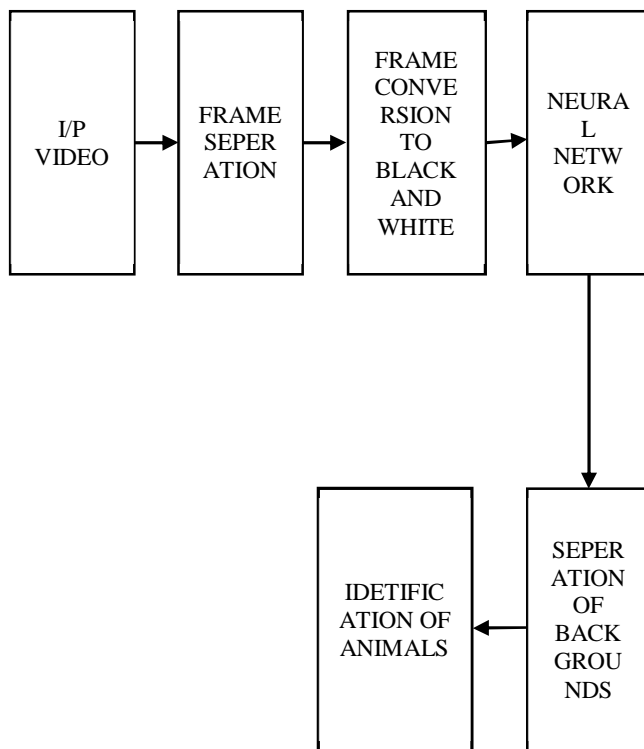 I/P
VIDEO
FRAME
SEPER
ATION
FRAME
CONVE
RSION
TO
BLACK
AND
WHITE
NEURA
L
NETW
ORK
SEPER
ATION
OF
BACK
GROU
NDS
IDETIFIC
ATION OF
ANIMALS